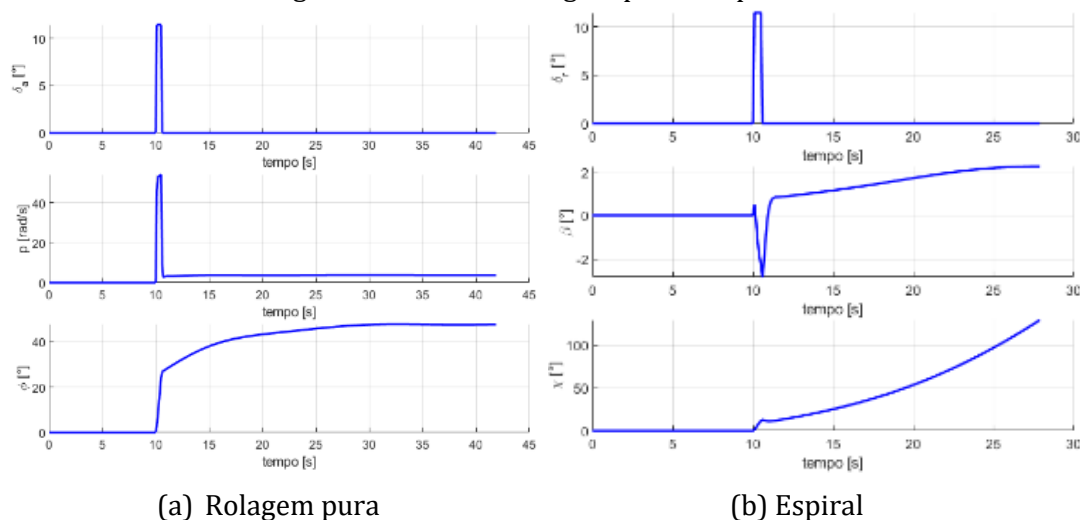 δₐ [°]
10
5
0
0 5 10 15 20 25 30 35 40 45
tempo [s]
p [rad/s]
40
20
0
0 5 10 15 20 25 30 35 40 45
tempo [s]
ϕ [°]
40
20
0
0 5 10 15 20 25 30 35 40 45
tempo [s]
(a) Rolagem pura
δᵣ [°]
10
5
0
0 5 10 15 20 25 30
tempo [s]
β [°]
2
0
-2
0 5 10 15 20 25 30
tempo [s]
χ [°]
100
50
0
0 5 10 15 20 25 30
tempo [s]
(b) Espiral